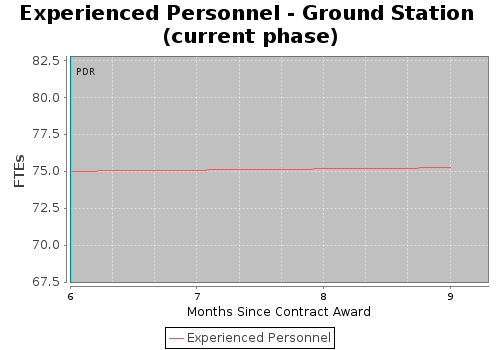 Experienced Personnel - Ground Station
(current phase)
82.5
80.0
77.5
75.0
72.5
70.0
67.5
FTEs
PDR
6 7 8 9
Months Since Contract Award
Experienced Personnel